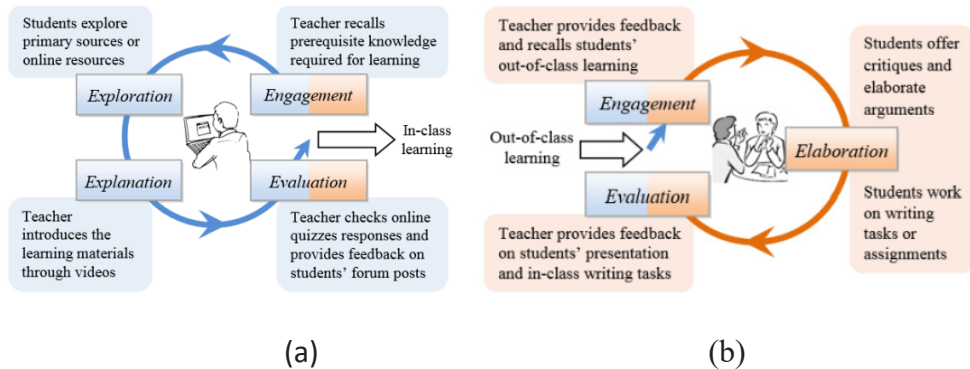 Students explore
primary sources or
online resources
Teacher recalls
prerequisite knowledge
required for learning
Exploration
Engagement
In-class
learning
Explanation
Evaluation
Teacher
introduces the
learning materials
through videos
Teacher checks online
quizzes responses and
provides feedback on
students’ forum posts
(a)
Teacher provides feedback
and recalls students’
out-of-class learning
Students offer
critiques and
elaborate
arguments
Engagement
Out-of-class
learning
Elaboration
Evaluation
Students work
on writing
tasks or
assignments
Teacher provides feedback
on students’ presentation
and in-class writing tasks
(b)